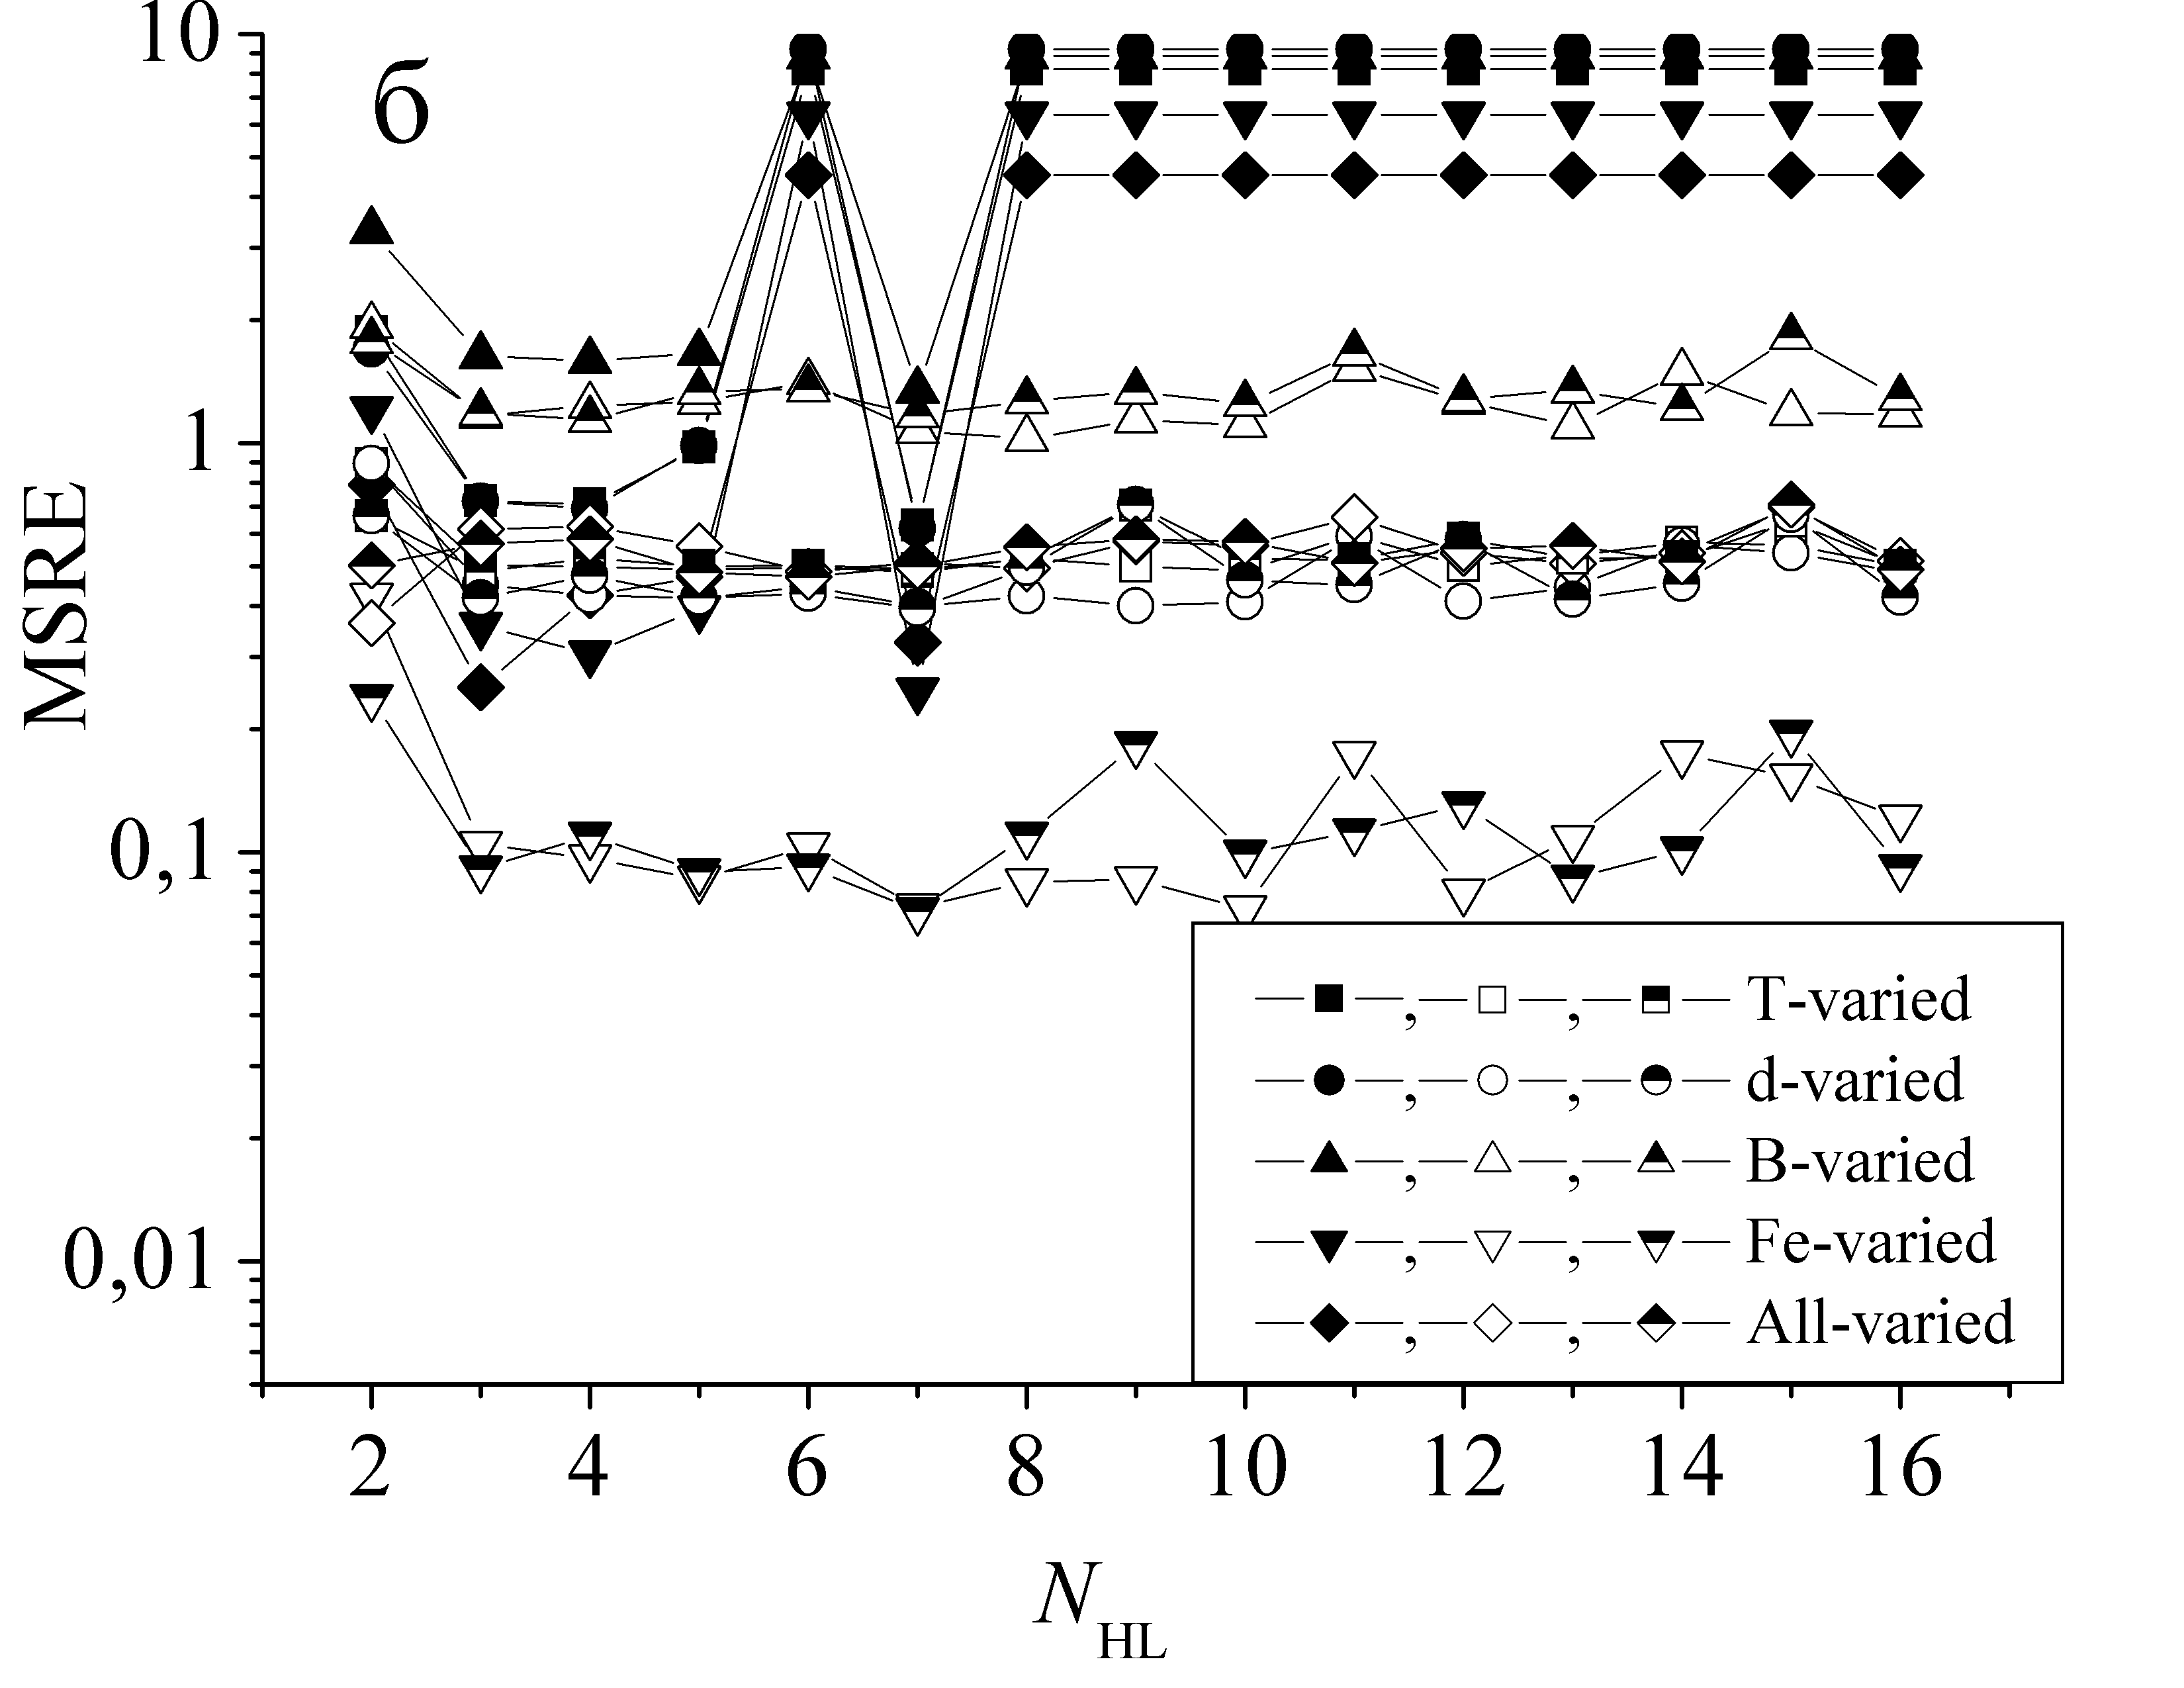 б
10
1
0,1
0,01
MSRE
2 4 6 8 10 12 14 16
N HL
, , T-varied
, , d-varied
, , B-varied
, , Fe-varied
, , All-varied